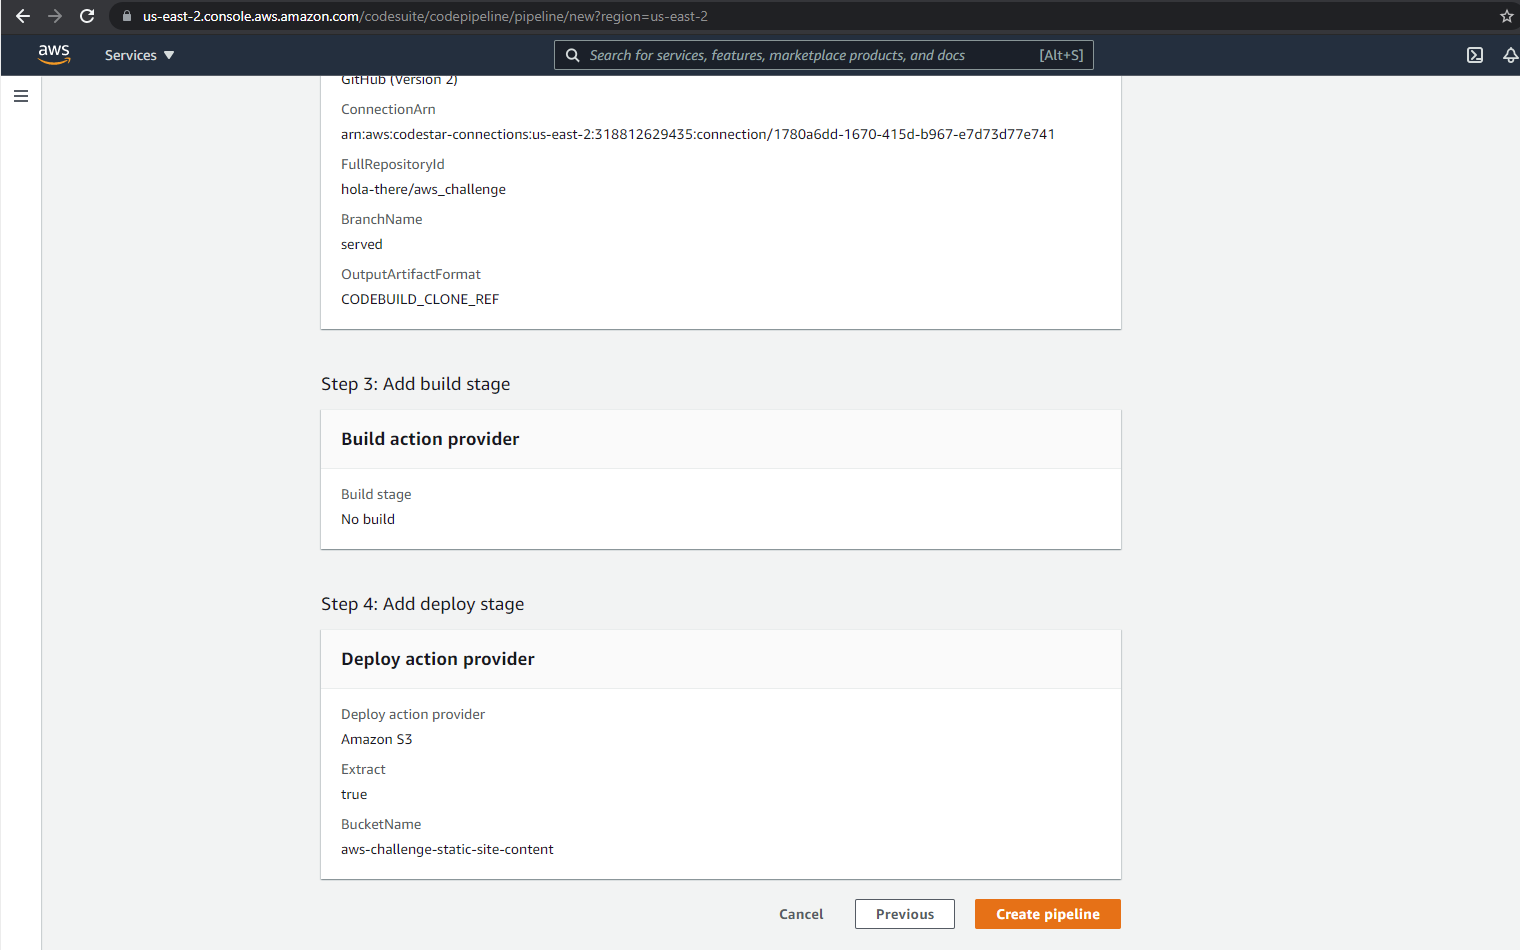 us-east-2.console.aws.amazon.com/codesuite/codepipeline/pipeline/new?region=us-east-2
aws
Services
Search for services, features, marketplace products, and docs
[Alt+S]
GitHub (Version 2)
ConnectionArn
arn:aws:codestar-connections:us-east-2:318812629435:connection/1780a6dd-1670-415d-b967-e7d73d77e741
FullRepositoryId
hola-there/aws_challenge
BranchName
served
OutputArtifactFormat
CODEBUILD_CLONE_REF
Step 3: Add build stage
Build action provider
Build stage
No build
Step 4: Add deploy stage
Deploy action provider
Deploy action provider
Amazon S3
Extract
true
BucketName
aws-challenge-static-site-content
Cancel
Previous
Create pipeline